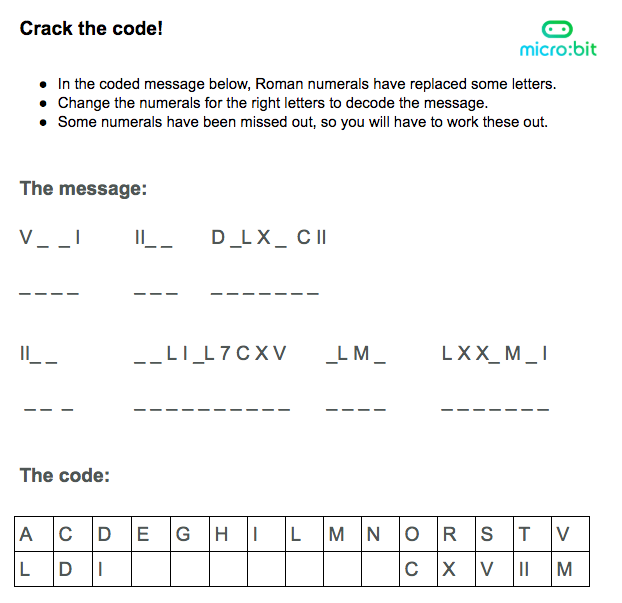 Crack the code!
micro:bit
● In the coded message below, Roman numerals have replaced some letters.
● Change the numerals for the right letters to decode the message.
● Some numerals have been missed out, so you will have to work these out.
The message:
V _ _ I II_ _ D _ L X _ C II
_ _ _ _ _ _ _ _ _ _ _ _ _ _
II_ _ _ _ L I _ L 7 C X V _ L M _ L X X _ M _ I
_ _ _ _ _ _ _ _ _ _ _ _ _ _ _ _ _ _ _ _ _ _ _ _
The code:
A C D E G H I L M N O R S T V
L D I C X V II M